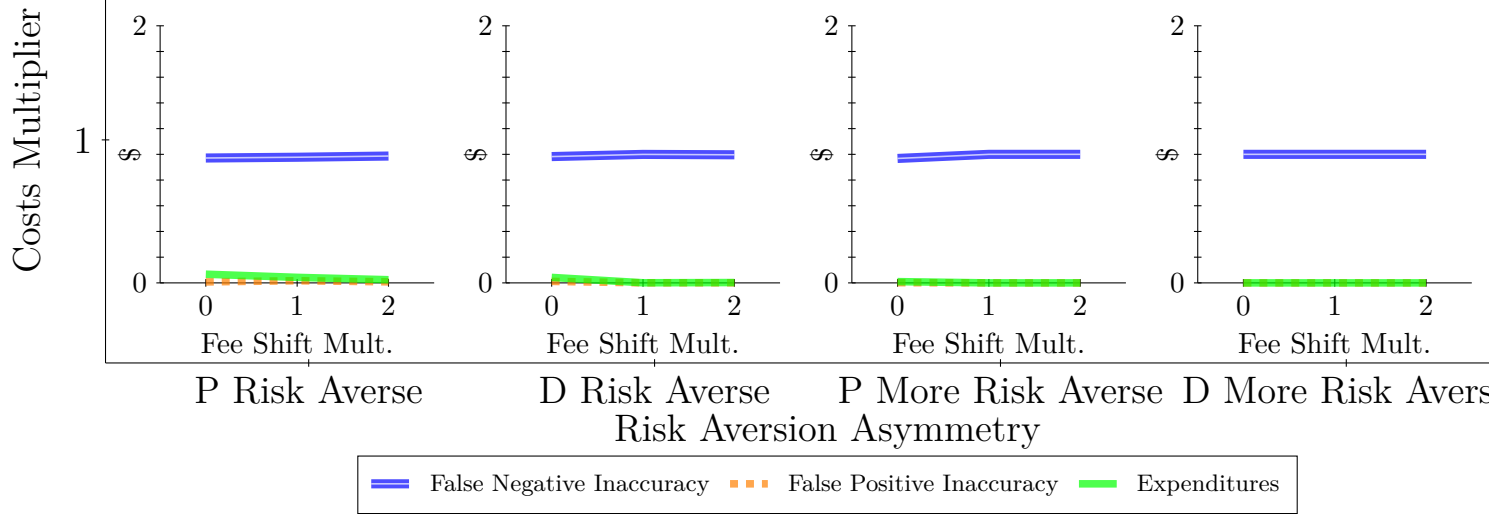 Costs Multiplier
1
2
$
0
0 1 2
Fee Shift Mult.
2
$
0
0 1 2
Fee Shift Mult.
2
$
0
0 1 2
Fee Shift Mult.
2
$
0
0 1 2
Fee Shift Mult.
P Risk Averse
D Risk Averse
P More Risk Averse
D More Risk Avers
Risk Aversion Asymmetry
False Negative Inaccuracy
False Positive Inaccuracy
Expenditures